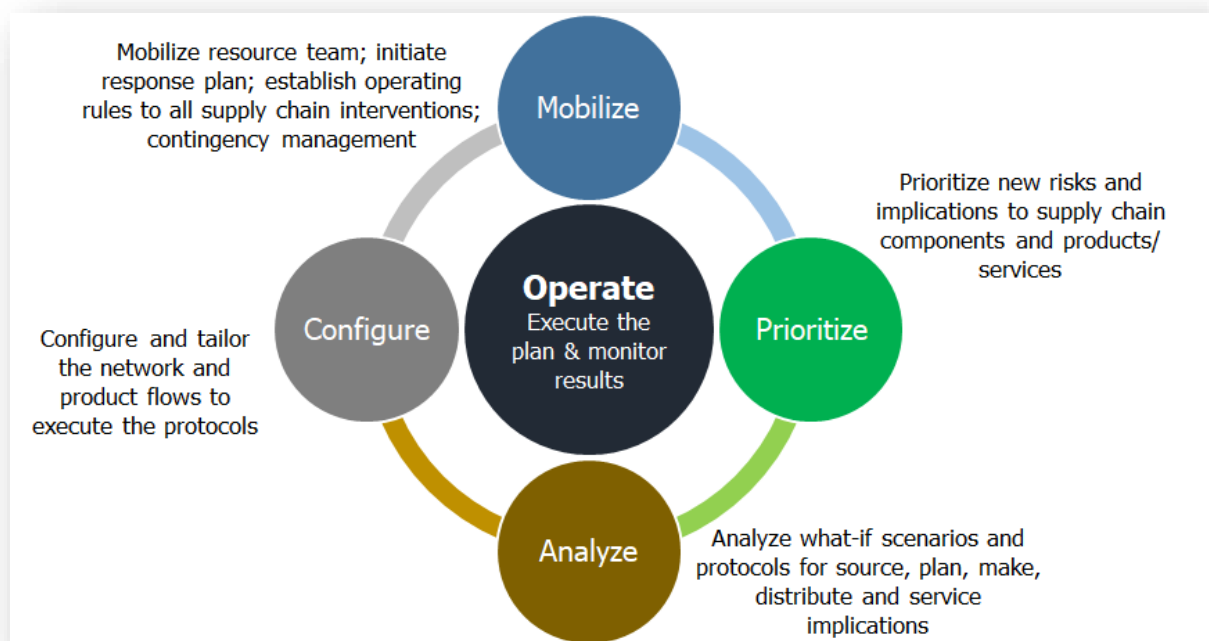 Mobilize resource team; initiate
response plan; establish operating
rules to all supply chain interventions;
contingency management
Mobilize
Prioritize new risks and
implications to supply chain
components and products/
services
Prioritize
Operate
Execute the
plan & monitor
results
Configure
Configure and tailor
the network and
product flows to
execute the protocols
Analyze
Analyze what-if scenarios and
protocols for source, plan, make,
distribute and service
implications